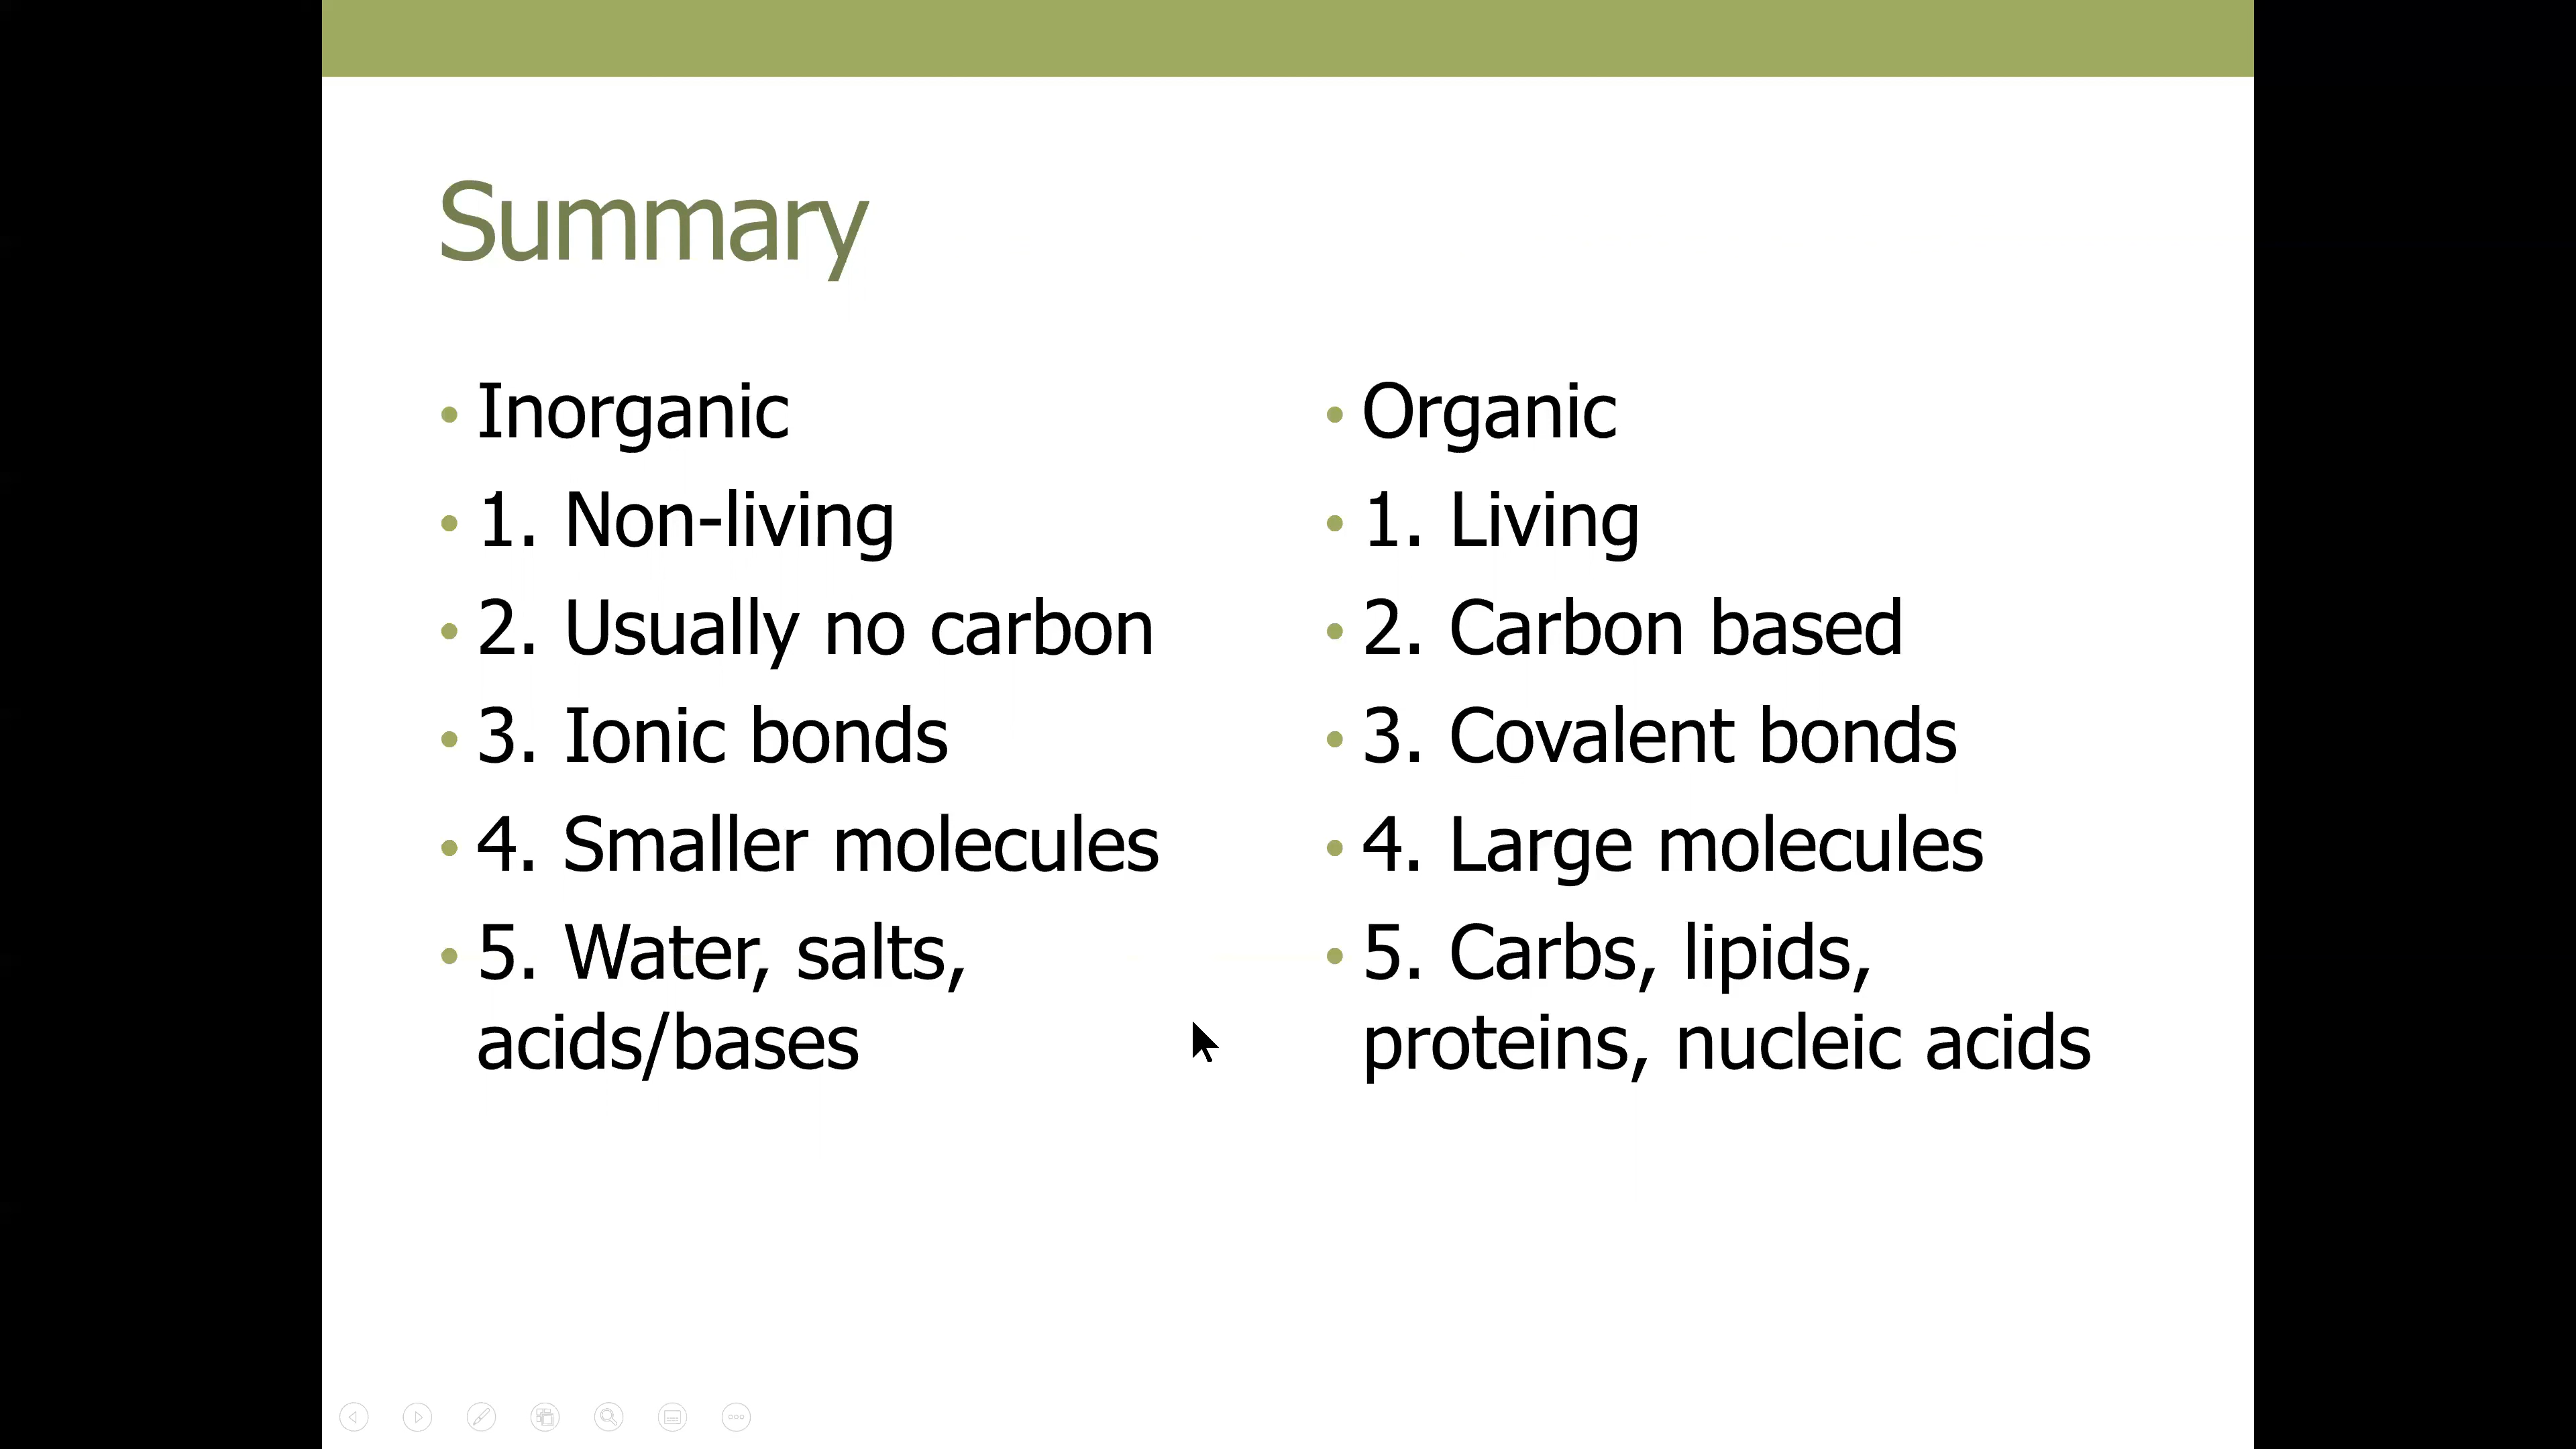 Summary
• Inorganic
• 1. Non-living
• 2. Usually no carbon
• 3. Ionic bonds
• 4. Smaller molecules
• 5. Water, salts,
acids/bases
• Organic
• 1. Living
• 2. Carbon based
• 3. Covalent bonds
• 4. Large molecules
• 5. Carbs, lipids,
proteins, nucleic acids